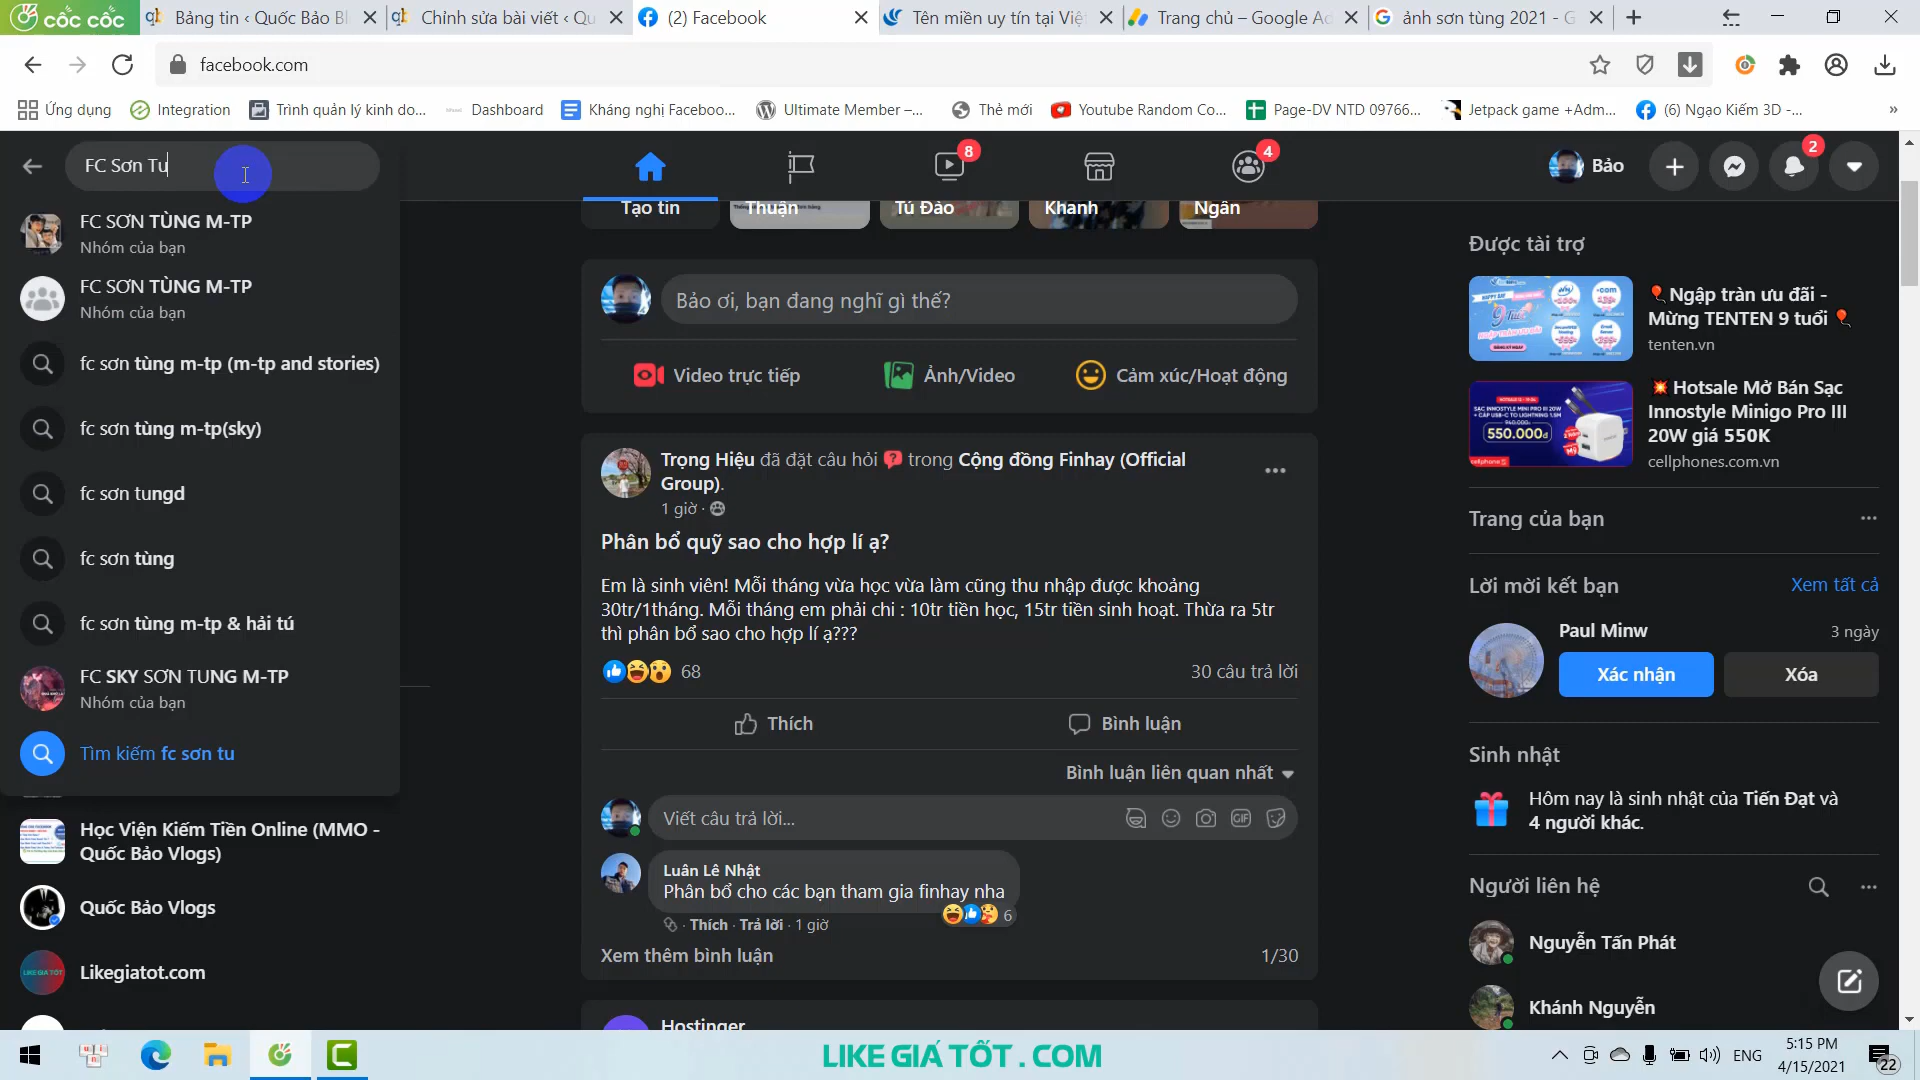 cốc cốc
Bảng tin ‹ Quốc Bảo Bl
Chỉnh sửa bài viết ‹ Qu
(2) Facebook
Tên miền uy tín tại Việ
Trang chủ – Google Ad
ảnh sơn tùng 2021 - G
facebook.com
Ứng dụng
Integration
Trình quản lý kinh do...
Dashboard
Kháng nghị Faceboo...
Ultimate Member –...
Thẻ mới
Youtube Random Co...
Page-DV NTD 09766...
Jetpack game +Adm...
(6) Ngạo Kiếm 3D -...
»
FC Sơn Tu
8
4
Bảo
2
FC SƠN TÙNG M-TP
Nhóm của bạn
FC SƠN TÙNG M-TP
Nhóm của bạn
fc sơn tùng m-tp (m-tp and stories)
fc sơn tùng m-tp(sky)
fc sơn tungd
fc sơn tùng
fc sơn tùng m-tp & hải tú
FC SKY SƠN TUNG M-TP
Nhóm của bạn
Tìm kiếm fc sơn tu
Học Viện Kiếm Tiền Online (MMO -
Quốc Bảo Vlogs)
Quốc Bảo Vlogs
LIKE GIA TOT
Likegiatot.com
Tạo tin
Thuận
Tú Đào
Khanh
Ngân
Bảo ơi, bạn đang nghĩ gì thế?
Video trực tiếp
Ảnh/Video
Cảm xúc/Hoạt động
Trọng Hiệu đã đặt câu hỏi trong Cộng đồng Finhay (Official
Group).
1 giờ ·
Phân bổ quỹ sao cho hợp lí ạ?
Em là sinh viên! Mỗi tháng vừa học vừa làm cũng thu nhập được khoảng
30tr/1tháng. Mỗi tháng em phải chi : 10tr tiền học, 15tr tiền sinh hoạt. Thừa ra 5tr
thì phân bổ sao cho hợp lí ạ???
68
30 câu trả lời
Thích
Bình luận
Bình luận liên quan nhất
Viết câu trả lời...
GIF
Luân Lê Nhật
Phân bổ cho các bạn tham gia finhay nha
6
· Thích · Trả lời · 1 giờ
Xem thêm bình luận
1/30
Hostinger
Được tài trợ
Ngập tràn ưu đãi -
Mừng TENTEN 9 tuổi
tenten.vn
SẠC INNOSTYLE MINI PRO III 20W
550.000đ
cellphoneS
Hotsale Mở Bán Sạc
Innostyle Minigo Pro III
20W giá 550K
cellphones.com.vn
Trang của bạn
Lời mời kết bạn
Xem tất cả
Paul Minw
3 ngày
Xác nhận
Xóa
Sinh nhật
Hôm nay là sinh nhật của Tiến Đạt và
4 người khác.
Người liên hệ
Nguyễn Tấn Phát
Khánh Nguyễn
LIKE GIÁ TỐT . COM
ENG
5:15 PM
4/15/2021
22